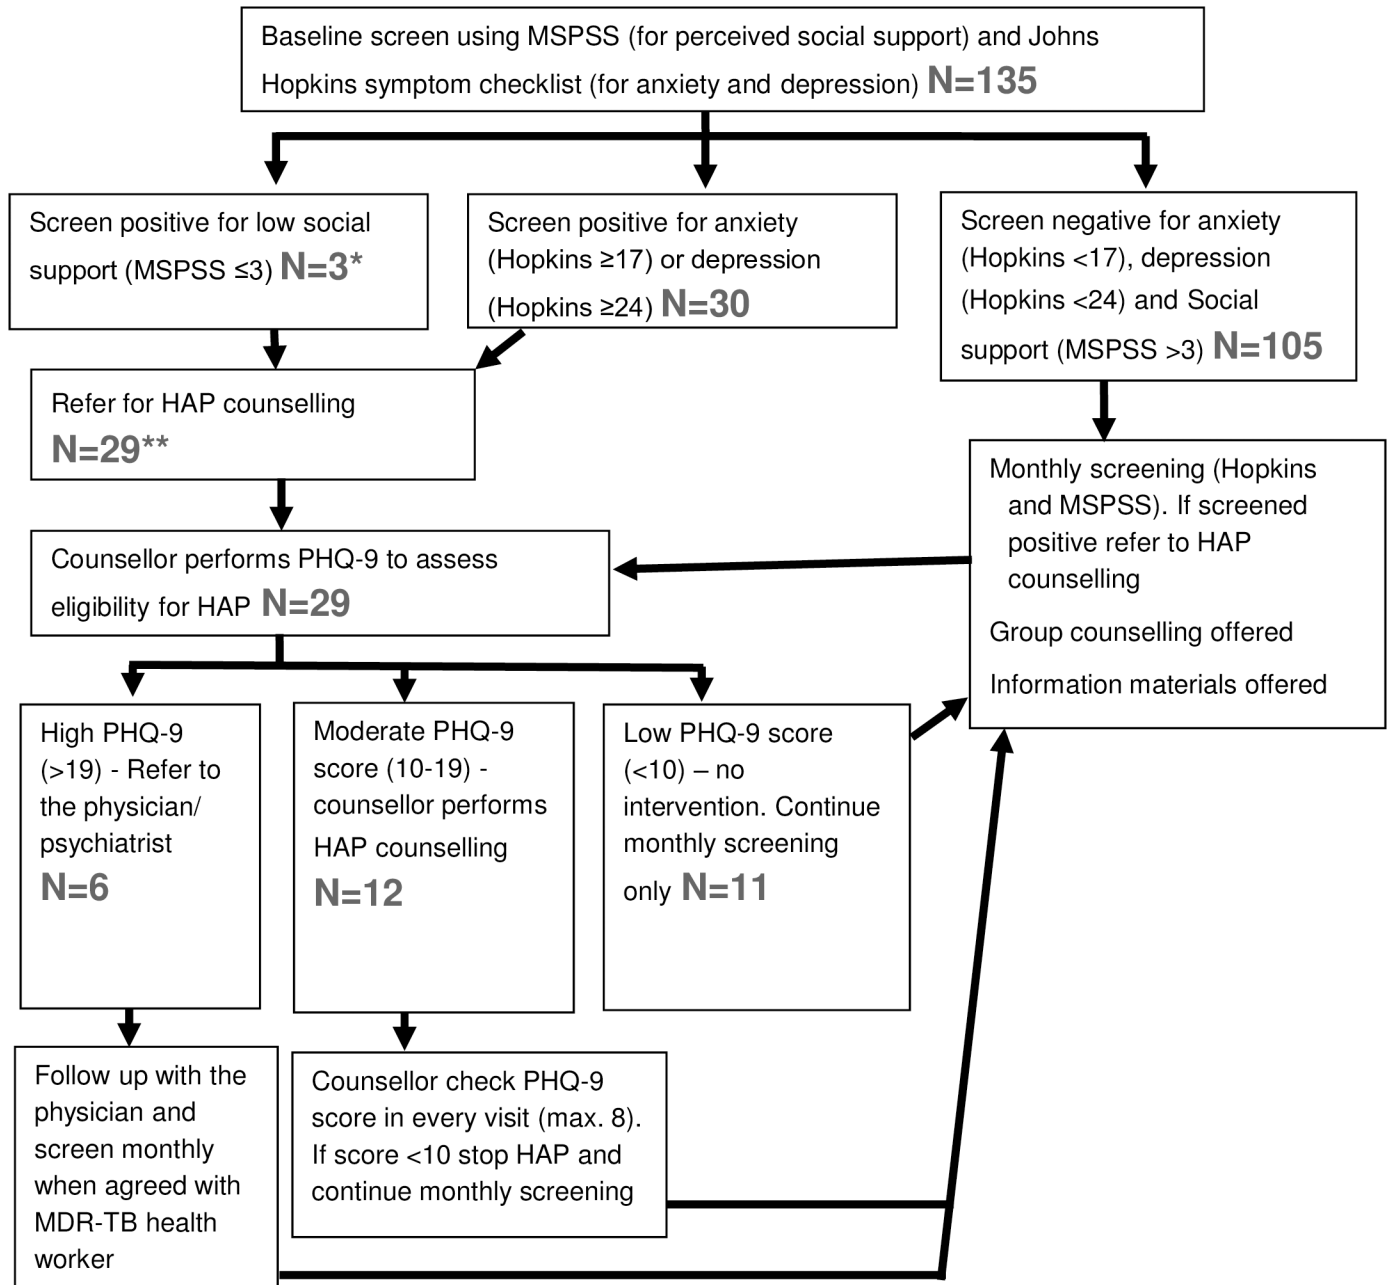 Baseline screen using MSPSS (for perceived social support) and Johns
Hopkins symptom checklist (for anxiety and depression) N=135
Screen positive for low social
support (MSPSS ≤3) N=3*
Screen positive for anxiety
(Hopkins ≥17) or depression
(Hopkins ≥24) N=30
Screen negative for anxiety
(Hopkins <17), depression
(Hopkins <24) and Social
support (MSPSS >3) N=105
Refer for HAP counselling
N=29**
Monthly screening (Hopkins
and MSPSS). If screened
positive refer to HAP
counselling
Group counselling offered
Information materials offered
Counsellor performs PHQ-9 to assess
eligibility for HAP N=29
High PHQ-9
(>19) - Refer to
the physician/
psychiatrist
N=6
Moderate PHQ-9
score (10-19) -
counsellor performs
HAP counselling
N=12
Low PHQ-9 score
(<10) – no
intervention. Continue
monthly screening
only N=11
Follow up with the
physician and
screen monthly
when agreed with
MDR-TB health
worker
Counsellor check PHQ-9
score in every visit (max. 8).
If score <10 stop HAP and
continue monthly screening